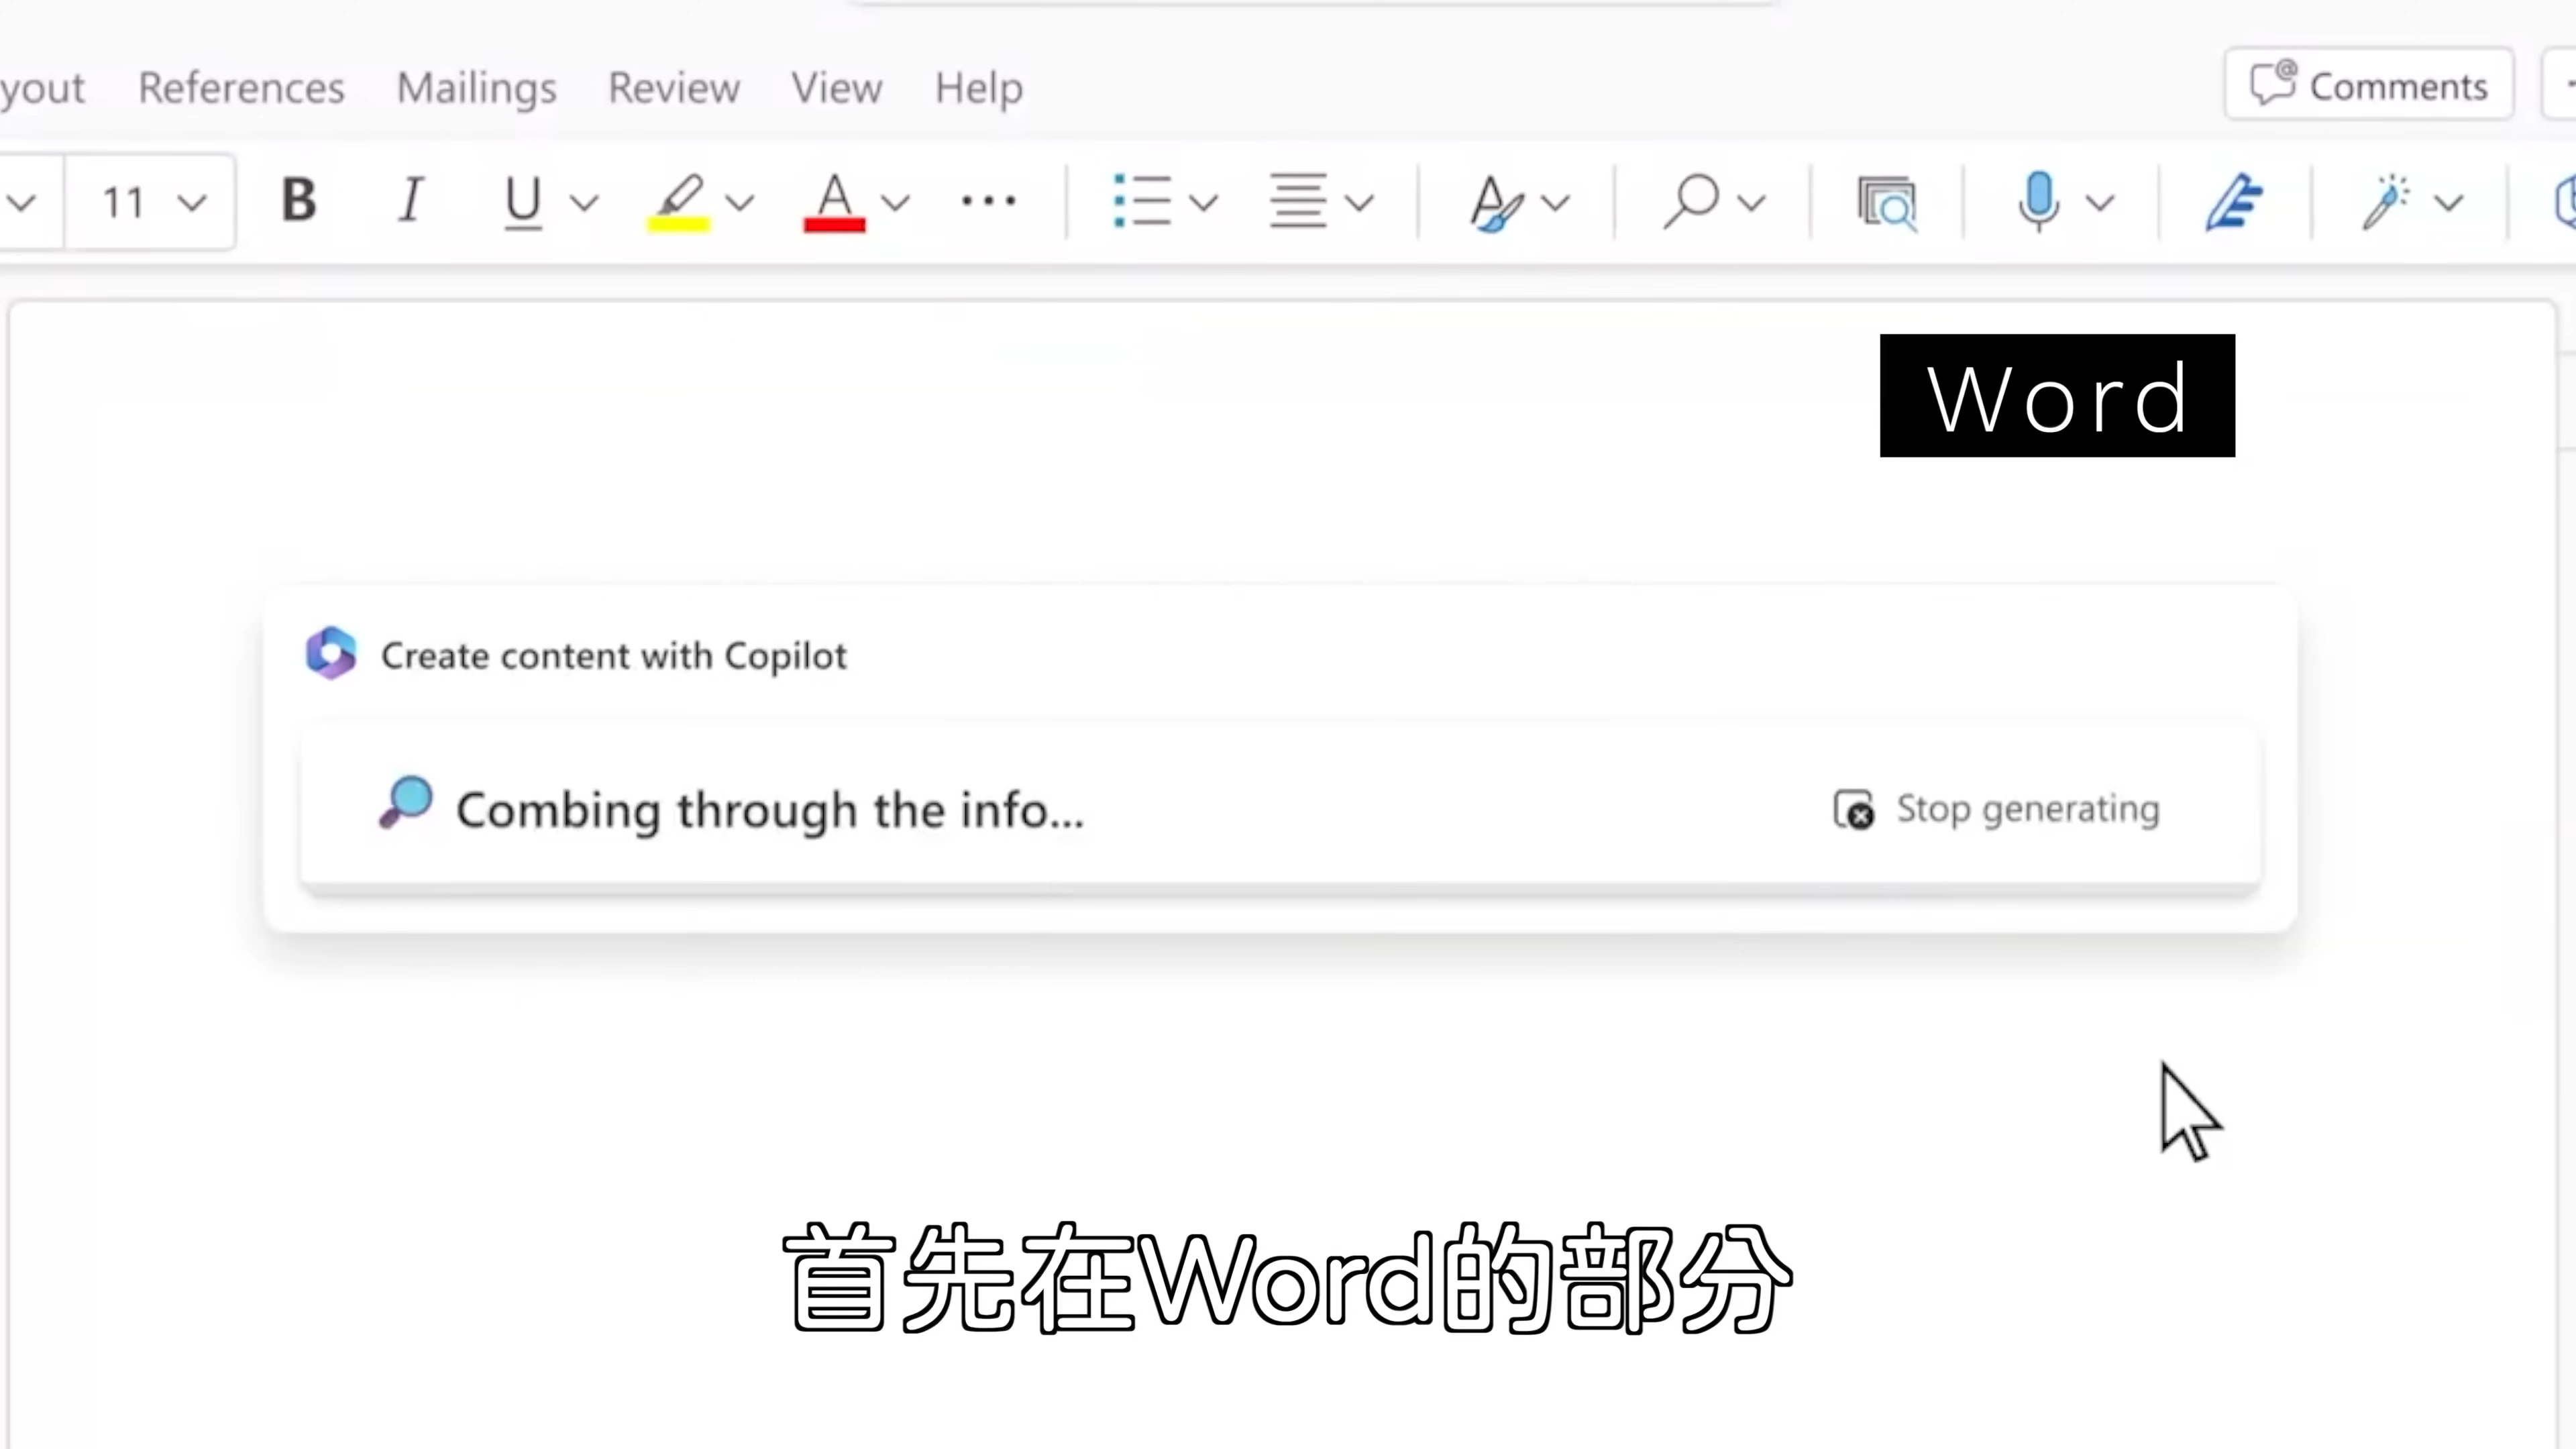 yout References Mailings Review View Help Comments
11 B I U A ...
Word
Create content with Copilot
Combing through the info... Stop generating
首先在Word的部分